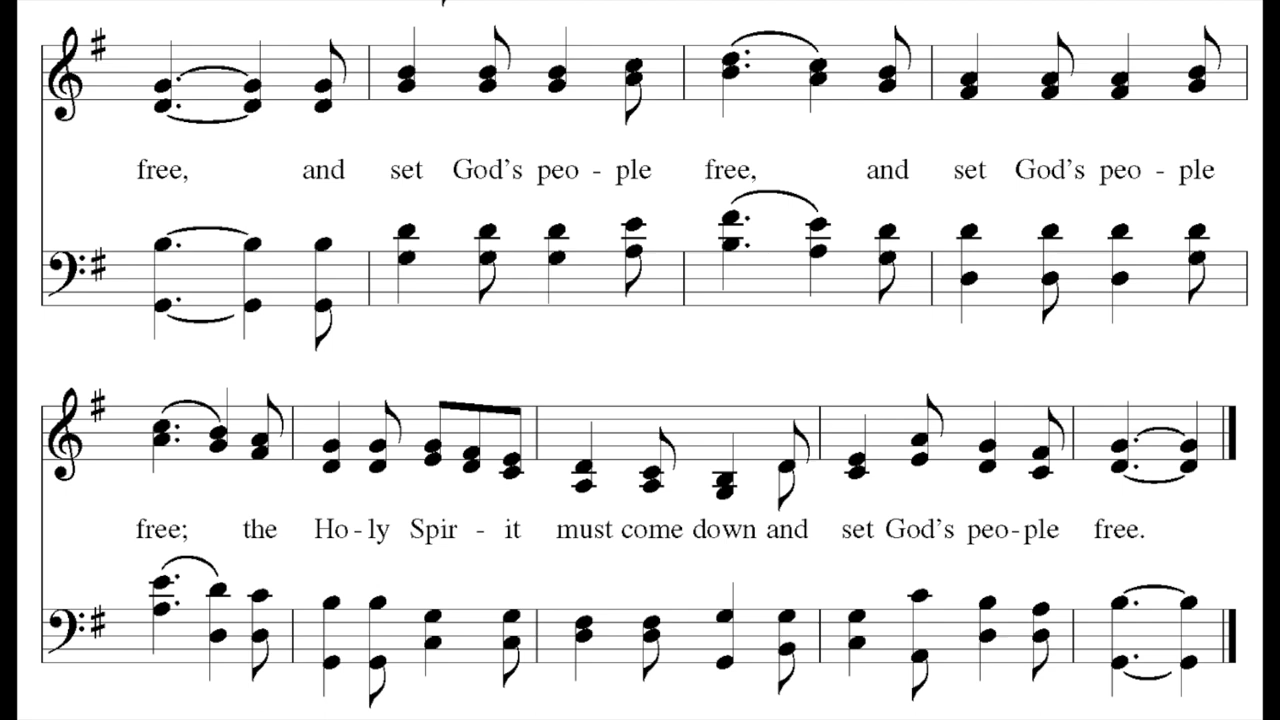 free, and set God's peo - ple free, and set God's peo - ple
free; the Ho - ly Spir - it must come down and set God's peo - ple free.